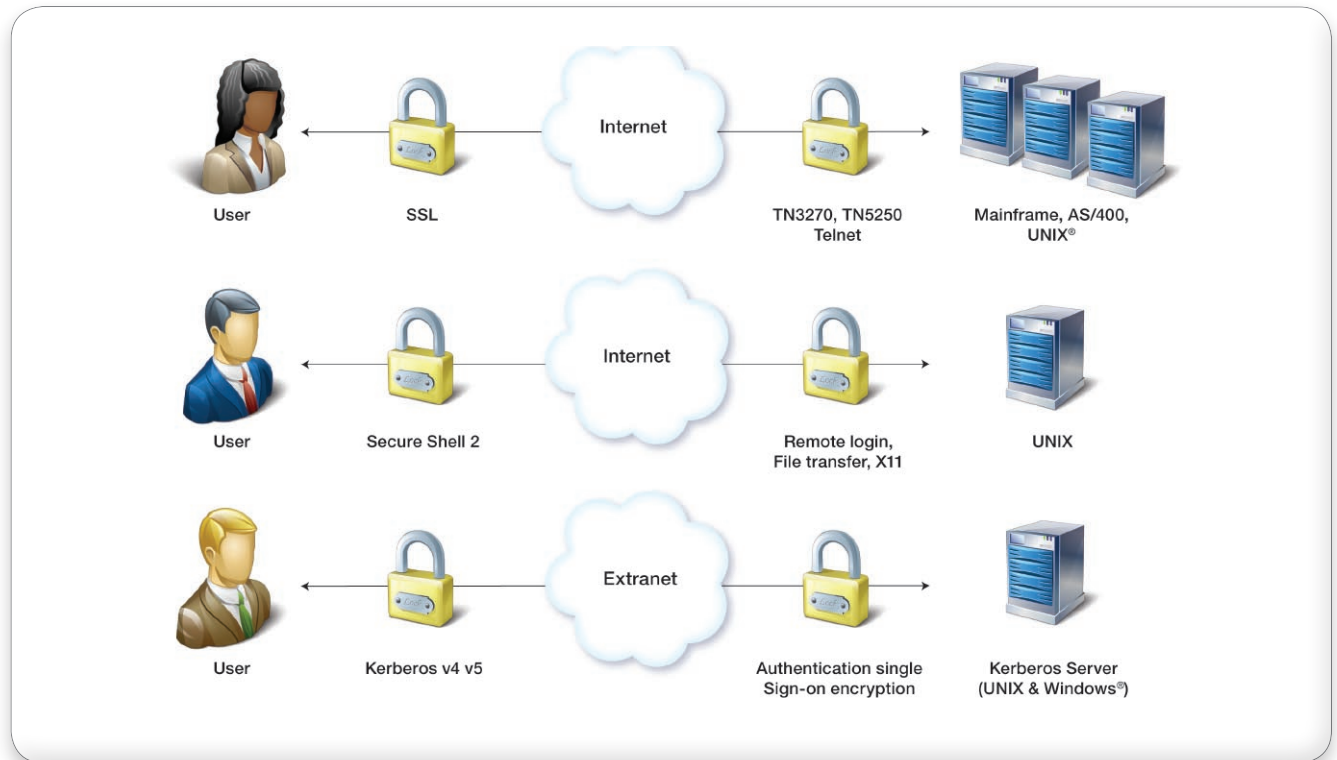 Internet
User
SSL
TN3270, TN5250
Telnet
Mainframe, AS/400,
UNIX®
Internet
User
Secure Shell 2
Remote login,
File transfer, X11
UNIX
Extranet
User
Kerberos v4 v5
Authentication single
Sign-on encryption
Kerberos Server
(UNIX & Windows®)